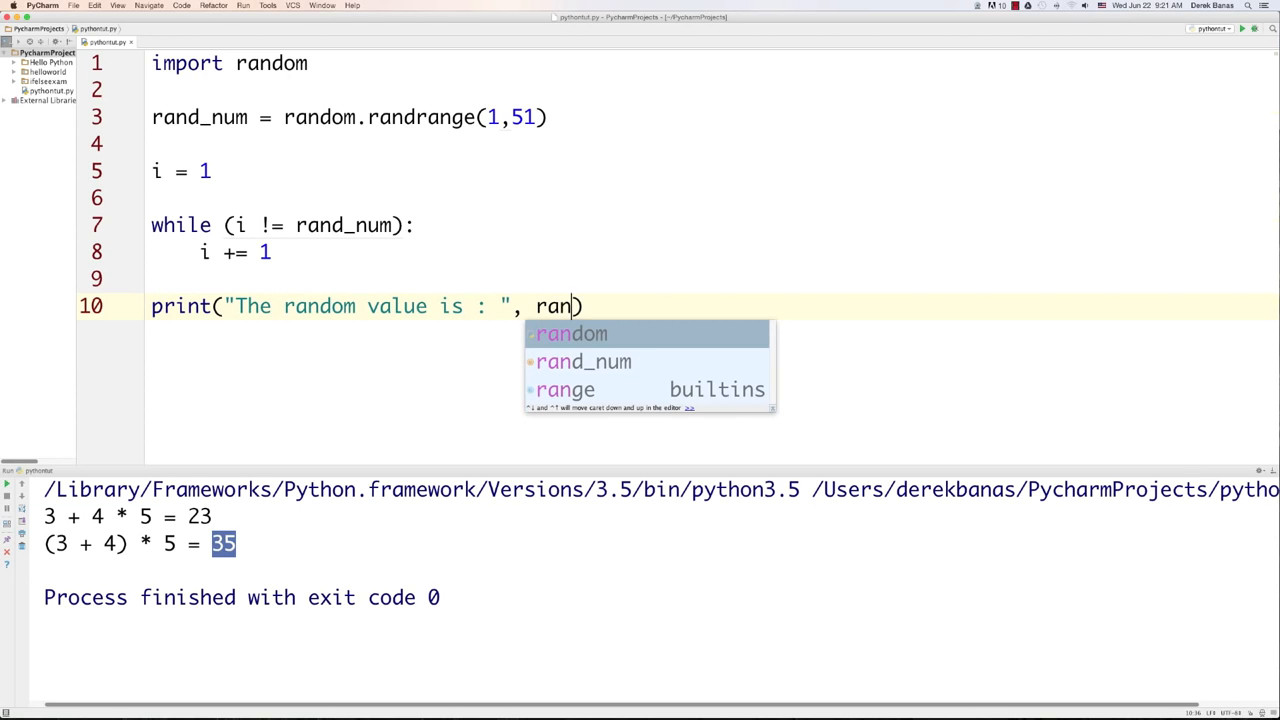 PyCharm File Edit View Navigate Code Refactor Run Tools VCS Window Help 10 Wed Jun 22 9:21 AM Derek Banas
pythontut.py - PycharmProjects - [~/PycharmProjects]
PycharmProjects pythontut.py pythontut
pythontut.py
PycharmProject
Hello Python
helloworld
ifelseexam
pythontut.py
External Librarie
1 import random
2
3 rand_num = random.randrange(1,51)
4
5 i = 1
6
7 while (i != rand_num):
8 i += 1
9
10 print("The random value is : ", ran)
random
rand_num
range builtins
^↓ and ^↑ will move caret down and up in the editor >>
Run pythontut
/Library/Frameworks/Python.framework/Versions/3.5/bin/python3.5 /Users/derekbanas/PycharmProjects/pytho
3 + 4 * 5 = 23
(3 + 4) * 5 = 35
Process finished with exit code 0
10:36 LF÷ UTF-8÷